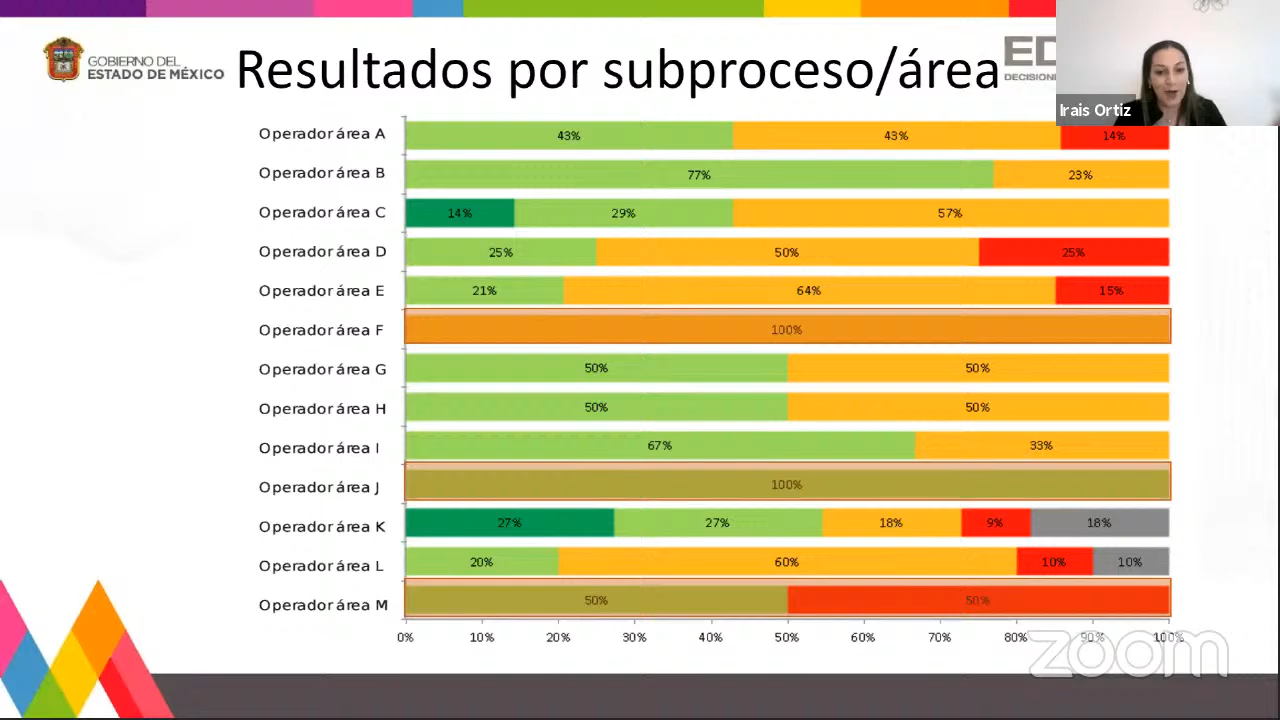 GOBIERNO DEL
ESTADO DE MÉXICO
Resultados por subproceso/área
Irais Ortiz
Operador área A 43% 43% 14%
Operador área B 77% 23%
Operador área C 14% 29% 57%
Operador área D 25% 50% 25%
Operador área E 21% 64% 15%
Operador área F 100%
Operador área G 50% 50%
Operador área H 50% 50%
Operador área I 67% 33%
Operador área J 100%
Operador área K 27% 27% 18% 9% 18%
Operador área L 20% 60% 10% 10%
Operador área M 50% 50%
0% 10% 20% 30% 40% 50% 60% 70% 80% 90% 100%
zoom